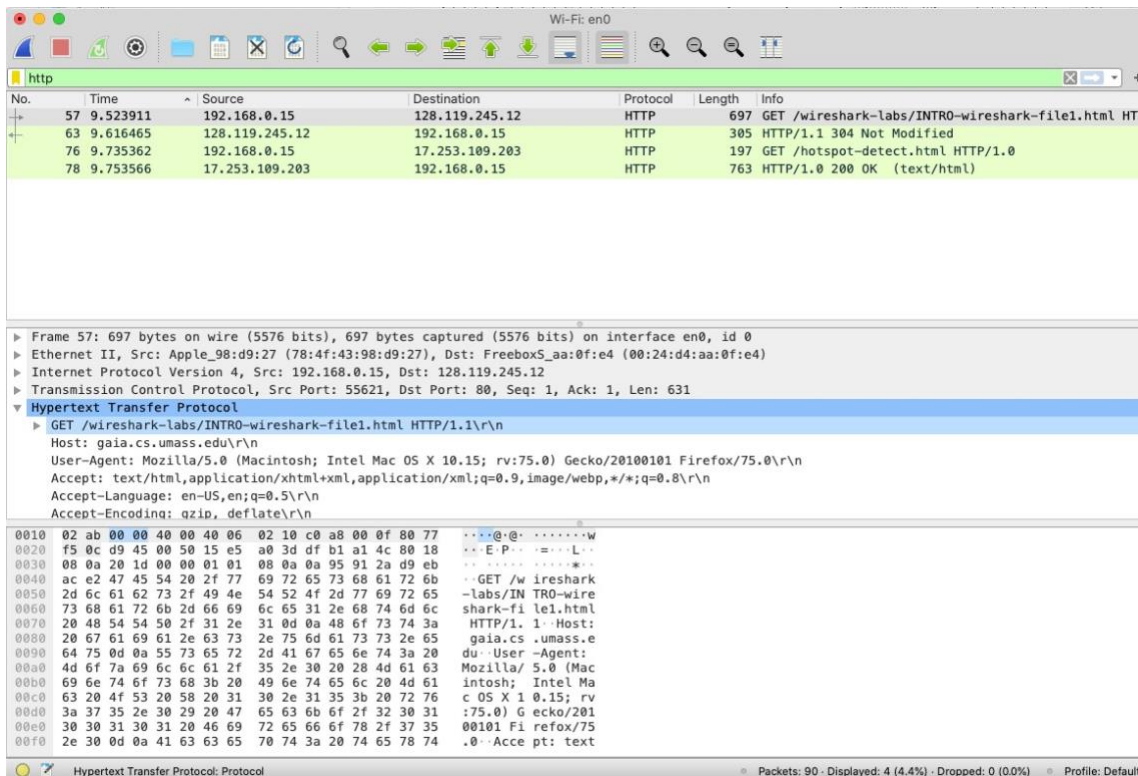 Wi-Fi: en0
http
No. Time Source Destination Protocol Length Info
57 9.523911 192.168.0.15 128.119.245.12 HTTP 697 GET /wireshark-labs/INTRO-wireshark-file1.html HT
63 9.616465 128.119.245.12 192.168.0.15 HTTP 305 HTTP/1.1 304 Not Modified
76 9.735362 192.168.0.15 17.253.109.203 HTTP 197 GET /hotspot-detect.html HTTP/1.0
78 9.753566 17.253.109.203 192.168.0.15 HTTP 763 HTTP/1.0 200 OK (text/html)
Frame 57: 697 bytes on wire (5576 bits), 697 bytes captured (5576 bits) on interface en0, id 0
Ethernet II, Src: Apple_98:d9:27 (78:4f:43:98:d9:27), Dst: FreeboxS_aa:0f:e4 (00:24:d4:aa:0f:e4)
Internet Protocol Version 4, Src: 192.168.0.15, Dst: 128.119.245.12
Transmission Control Protocol, Src Port: 55621, Dst Port: 80, Seq: 1, Ack: 1, Len: 631
Hypertext Transfer Protocol
GET /wireshark-labs/INTRO-wireshark-file1.html HTTP/1.1\r\n
Host: gaia.cs.umass.edu\r\n
User-Agent: Mozilla/5.0 (Macintosh; Intel Mac OS X 10.15; rv:75.0) Gecko/20100101 Firefox/75.0\r\n
Accept: text/html,application/xhtml+xml,application/xml;q=0.9,image/webp,*/*;q=0.8\r\n
Accept-Language: en-US,en;q=0.5\r\n
Accept-Encoding: gzip, deflate\r\n
0010 02 ab 00 00 40 00 40 06 02 10 c0 a8 00 0f 80 77 ····@·@· ·······w
0020 f5 0c d9 45 00 50 15 e5 a0 3d df b1 a1 4c 80 18 ···E·P·· ·=···L··
0030 08 0a 20 1d 00 00 01 01 08 0a 0a 95 91 2a d9 eb ·· ····· ·····*··
0040 ac e2 47 45 54 20 2f 77 69 72 65 73 68 61 72 6b ··GET /w ireshark
0050 2d 6c 61 62 73 2f 49 4e 54 52 4f 2d 77 69 72 65 -labs/IN TRO-wire
0060 73 68 61 72 6b 2d 66 69 6c 65 31 2e 68 74 6d 6c shark-fi le1.html
0070 20 48 54 54 50 2f 31 2e 31 0d 0a 48 6f 73 74 3a HTTP/1. 1··Host:
0080 20 67 61 69 61 2e 63 73 2e 75 6d 61 73 73 2e 65 gaia.cs .umass.e
0090 64 75 0d 0a 55 73 65 72 2d 41 67 65 6e 74 3a 20 du··User -Agent:
00a0 4d 6f 7a 69 6c 6c 61 2f 35 2e 30 20 28 4d 61 63 Mozilla/ 5.0 (Mac
00b0 69 6e 74 6f 73 68 3b 20 49 6e 74 65 6c 20 4d 61 intosh; Intel Ma
00c0 63 20 4f 53 20 58 20 31 30 2e 31 35 3b 20 72 76 c OS X 1 0.15; rv
00d0 3a 37 35 2e 30 29 20 47 65 63 6b 6f 2f 32 30 31 :75.0) G ecko/201
00e0 30 30 31 30 31 20 46 69 72 65 66 6f 78 2f 37 35 00101 Fi refox/75
00f0 2e 30 0d 0a 41 63 63 65 70 74 3a 20 74 65 78 74 .0··Acce pt: text
Hypertext Transfer Protocol: Protocol Packets: 90 · Displayed: 4 (4.4%) · Dropped: 0 (0.0%) Profile: Default